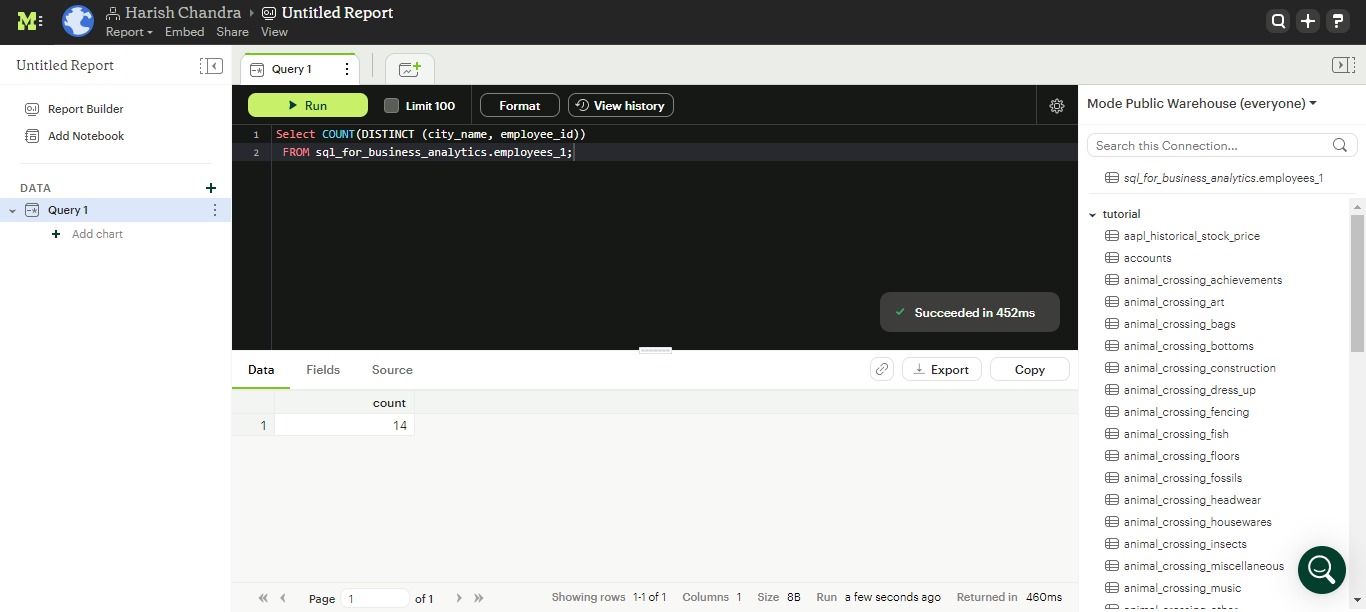 Harish Chandra › Untitled Report
Report Embed Share View
Untitled Report
Report Builder
Add Notebook
DATA
Query 1
Add chart
Query 1
Run
Limit 100
Format
View history
1 Select COUNT(DISTINCT (city_name, employee_id))
2 FROM sql_for_business_analytics.employees_1;
Succeeded in 452ms
Data Fields Source
Export
Copy
count
1 14
Page 1 of 1
Showing rows 1-1 of 1 Columns 1 Size 8B Run a few seconds ago Returned in 460ms
Mode Public Warehouse (everyone)
Search this Connection...
sql_for_business_analytics.employees_1
tutorial
aapl_historical_stock_price
accounts
animal_crossing_achievements
animal_crossing_art
animal_crossing_bags
animal_crossing_bottoms
animal_crossing_construction
animal_crossing_dress_up
animal_crossing_fencing
animal_crossing_fish
animal_crossing_floors
animal_crossing_fossils
animal_crossing_headwear
animal_crossing_housewares
animal_crossing_insects
animal_crossing_miscellaneous
animal_crossing_music